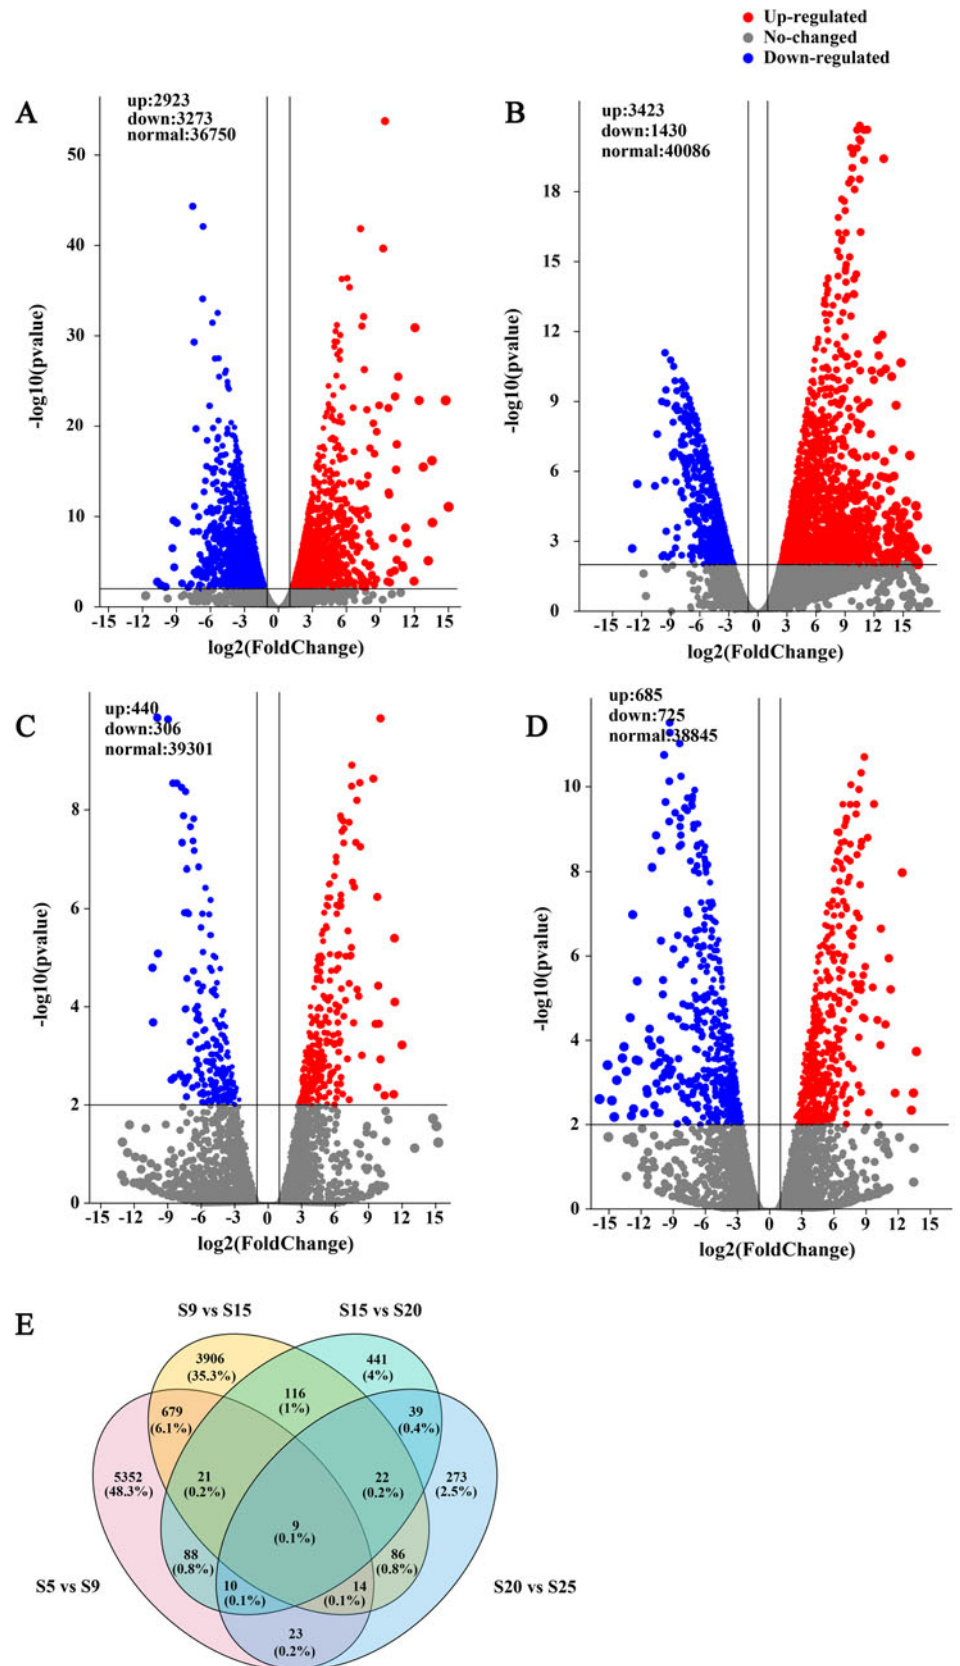 Up-regulated
No-changed
Down-regulated
A
up:2923
down:3273
normal:36750
50
40
30
20
10
0
-log10(pvalue)
-15 -12 -9 -6 -3 0 3 6 9 12 15
log2(FoldChange)
B
up:3423
down:1430
normal:40086
18
15
12
9
6
3
0
-log10(pvalue)
-15 -12 -9 -6 -3 0 3 6 9 12 15
log2(FoldChange)
C
up:440
down:306
normal:39301
8
6
4
2
0
-log10(pvalue)
-15 -12 -9 -6 -3 0 3 6 9 12 15
log2(FoldChange)
D
up:685
down:725
normal:38845
10
8
6
4
2
0
-log10(pvalue)
-15 -12 -9 -6 -3 0 3 6 9 12 15
log2(FoldChange)
E
S9 vs S15
S15 vs S20
3906
(35.3%)
441
(4%)
679
(6.1%)
116
(1%)
39
(0.4%)
5352
(48.3%)
21
(0.2%)
22
(0.2%)
273
(2.5%)
9
(0.1%)
88
(0.8%)
86
(0.8%)
10
(0.1%)
14
(0.1%)
S5 vs S9
S20 vs S25
23
(0.2%)